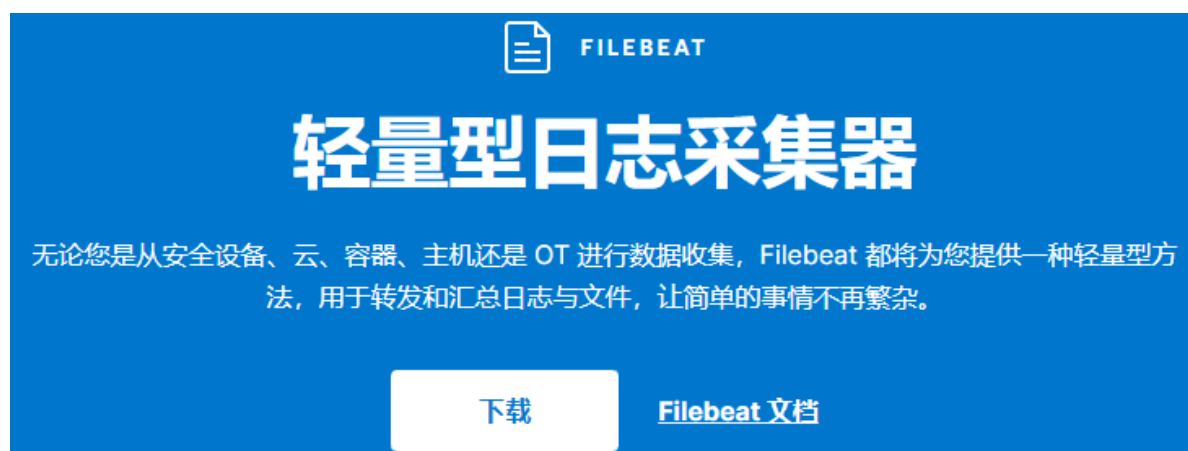 FILEBEAT
轻量型日志采集器
无论您是从安全设备、云、容器、主机还是 OT 进行数据收集，Filebeat 都将为您提供一种轻量型方
法，用于转发和汇总日志与文件，让简单的事情不再繁杂。
下载 Filebeat 文档